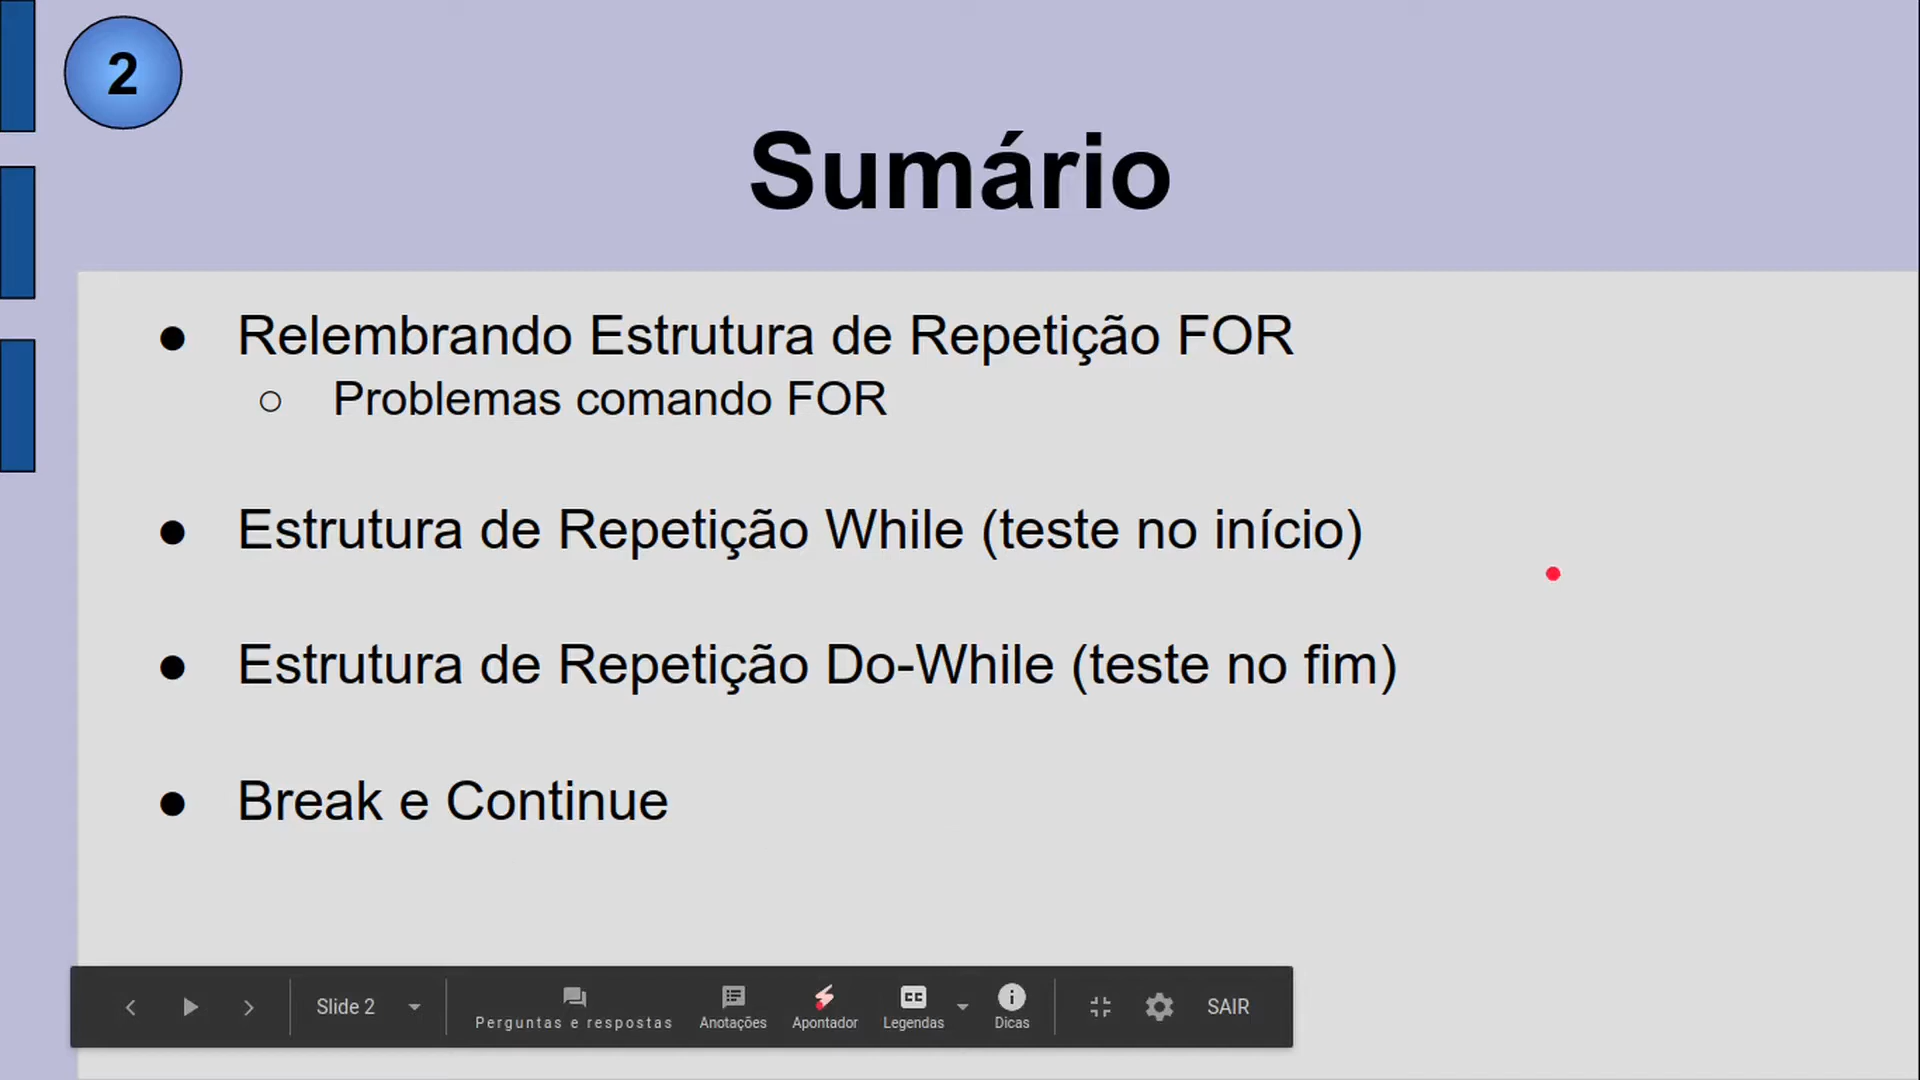 2
Sumário
● Relembrando Estrutura de Repetição FOR
○ Problemas comando FOR
● Estrutura de Repetição While (teste no início)
● Estrutura de Repetição Do-While (teste no fim)
● Break e Continue
Slide 2 Perguntas e respostas Anotações Apontador CC Legendas Dicas SAIR